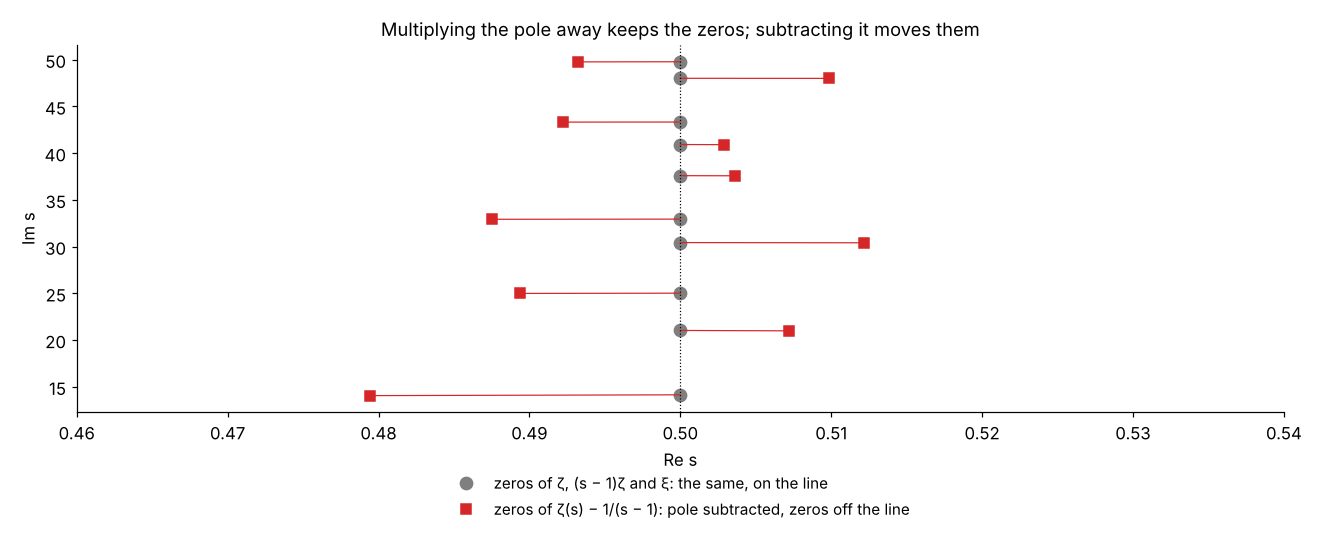 Multiplying the pole away keeps the zeros; subtracting it moves them
50
45
40
35
30
25
20
15
Im s
0.46 0.47 0.48 0.49 0.50 0.51 0.52 0.53 0.54
Re s
zeros of ζ, (s − 1)ζ and ξ: the same, on the line
zeros of ζ(s) − 1/(s − 1): pole subtracted, zeros off the line